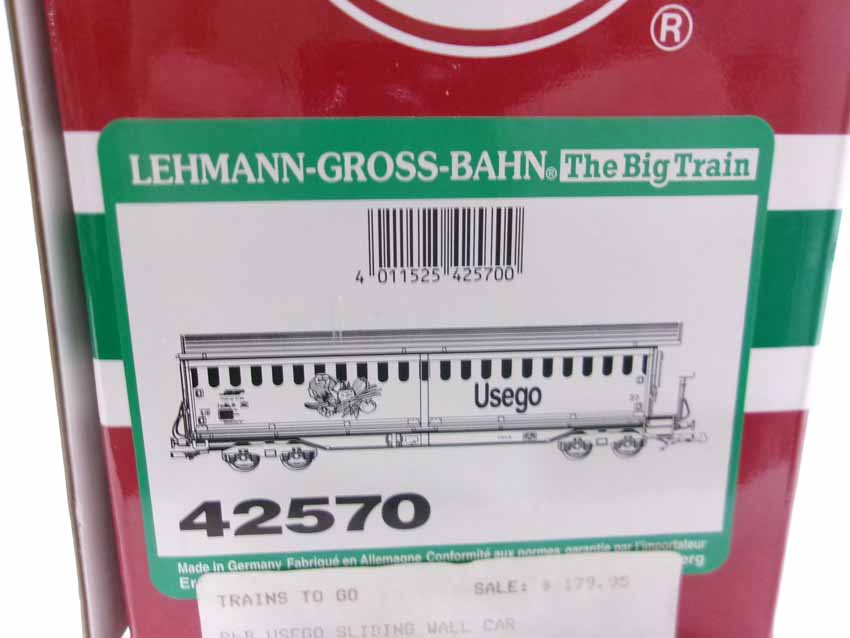 ®
LEHMANN-GROSS-BAHN® The Big Train
4 011525 425700
Usego
42570
Made in Germany Fabriqué en Allemagne Conformité aux normes garantie par l'importateur
TRAINS TO GO SALE: $ 179.95
USEGO SLIDING WALL CAR